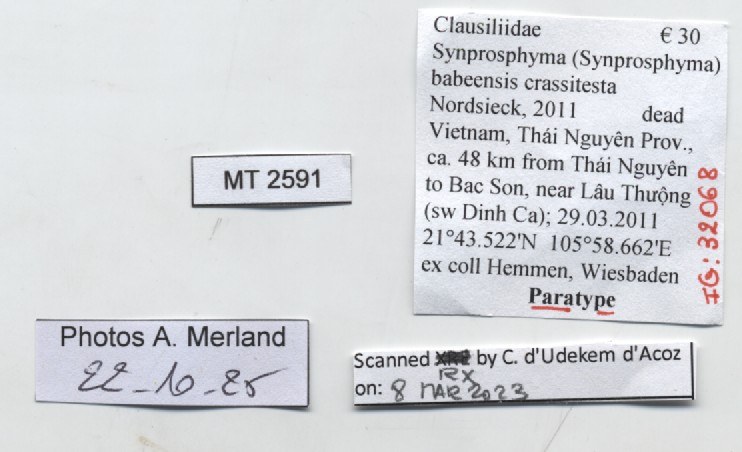 Clausiliidae € 30
Synprosphyma (Synprosphyma)
babeensis crassitesta
Nordsieck, 2011 dead
Vietnam, Thái Nguyên Prov.,
ca. 48 km from Thái Nguyên
to Bac Son, near Lâu Thượng
(sw Dinh Ca); 29.03.2011
21°43.522'N 105°58.662'E
ex coll Hemmen, Wiesbaden
Paratype
IG: 32068
MT 2591
Photos A. Merland
22-10-25
Scanned by C. d'Udekem d'Acoz
RX
on: 8 MAR 2023